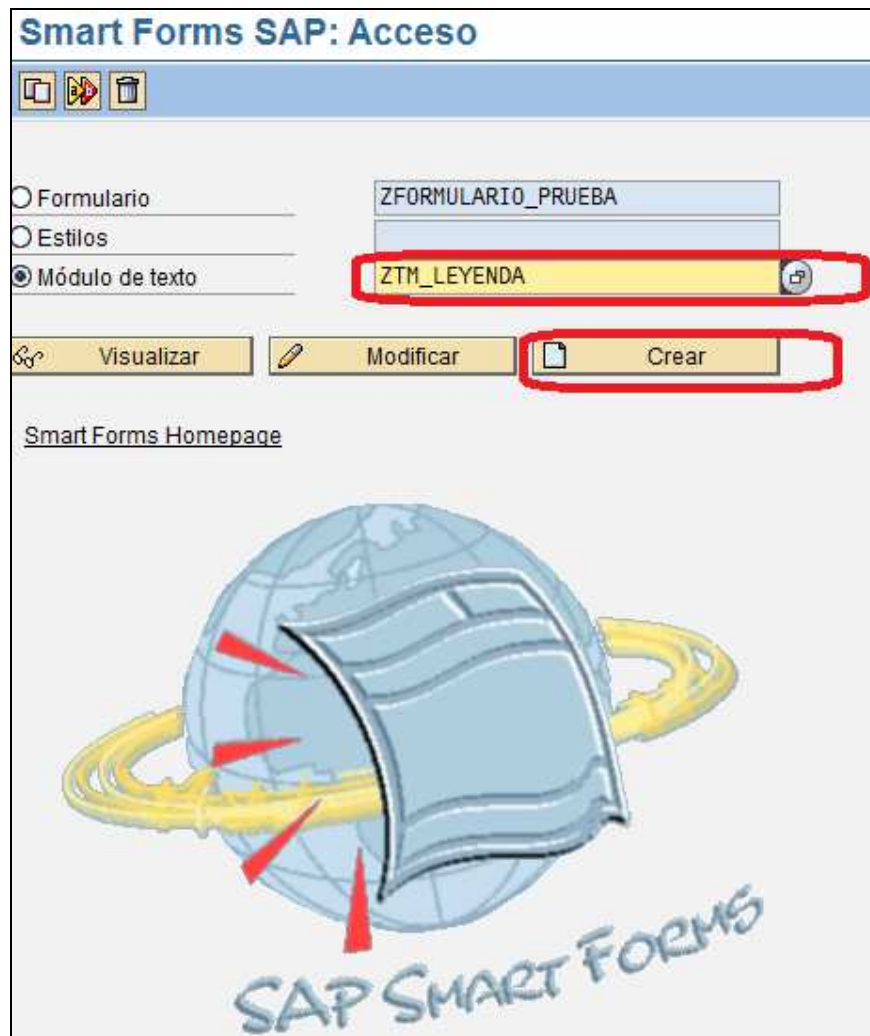 Smart Forms SAP: Acceso
Formulario ZFORMULARIO_PRUEBA
Estilos
Módulo de texto ZTM_LEYENDA
Visualizar Modificar Crear
Smart Forms Homepage
SAP SMART FORMS